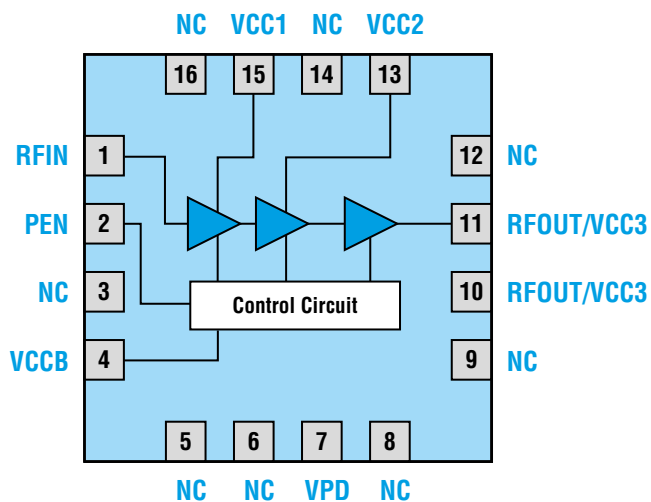 NC VCC1 NC VCC2
16 15 14 13
RFIN 1 12 NC
PEN 2 11 RFOUT/VCC3
NC 3 10 RFOUT/VCC3
Control Circuit
VCCB 4 9 NC
5 6 7 8
NC NC VPD NC